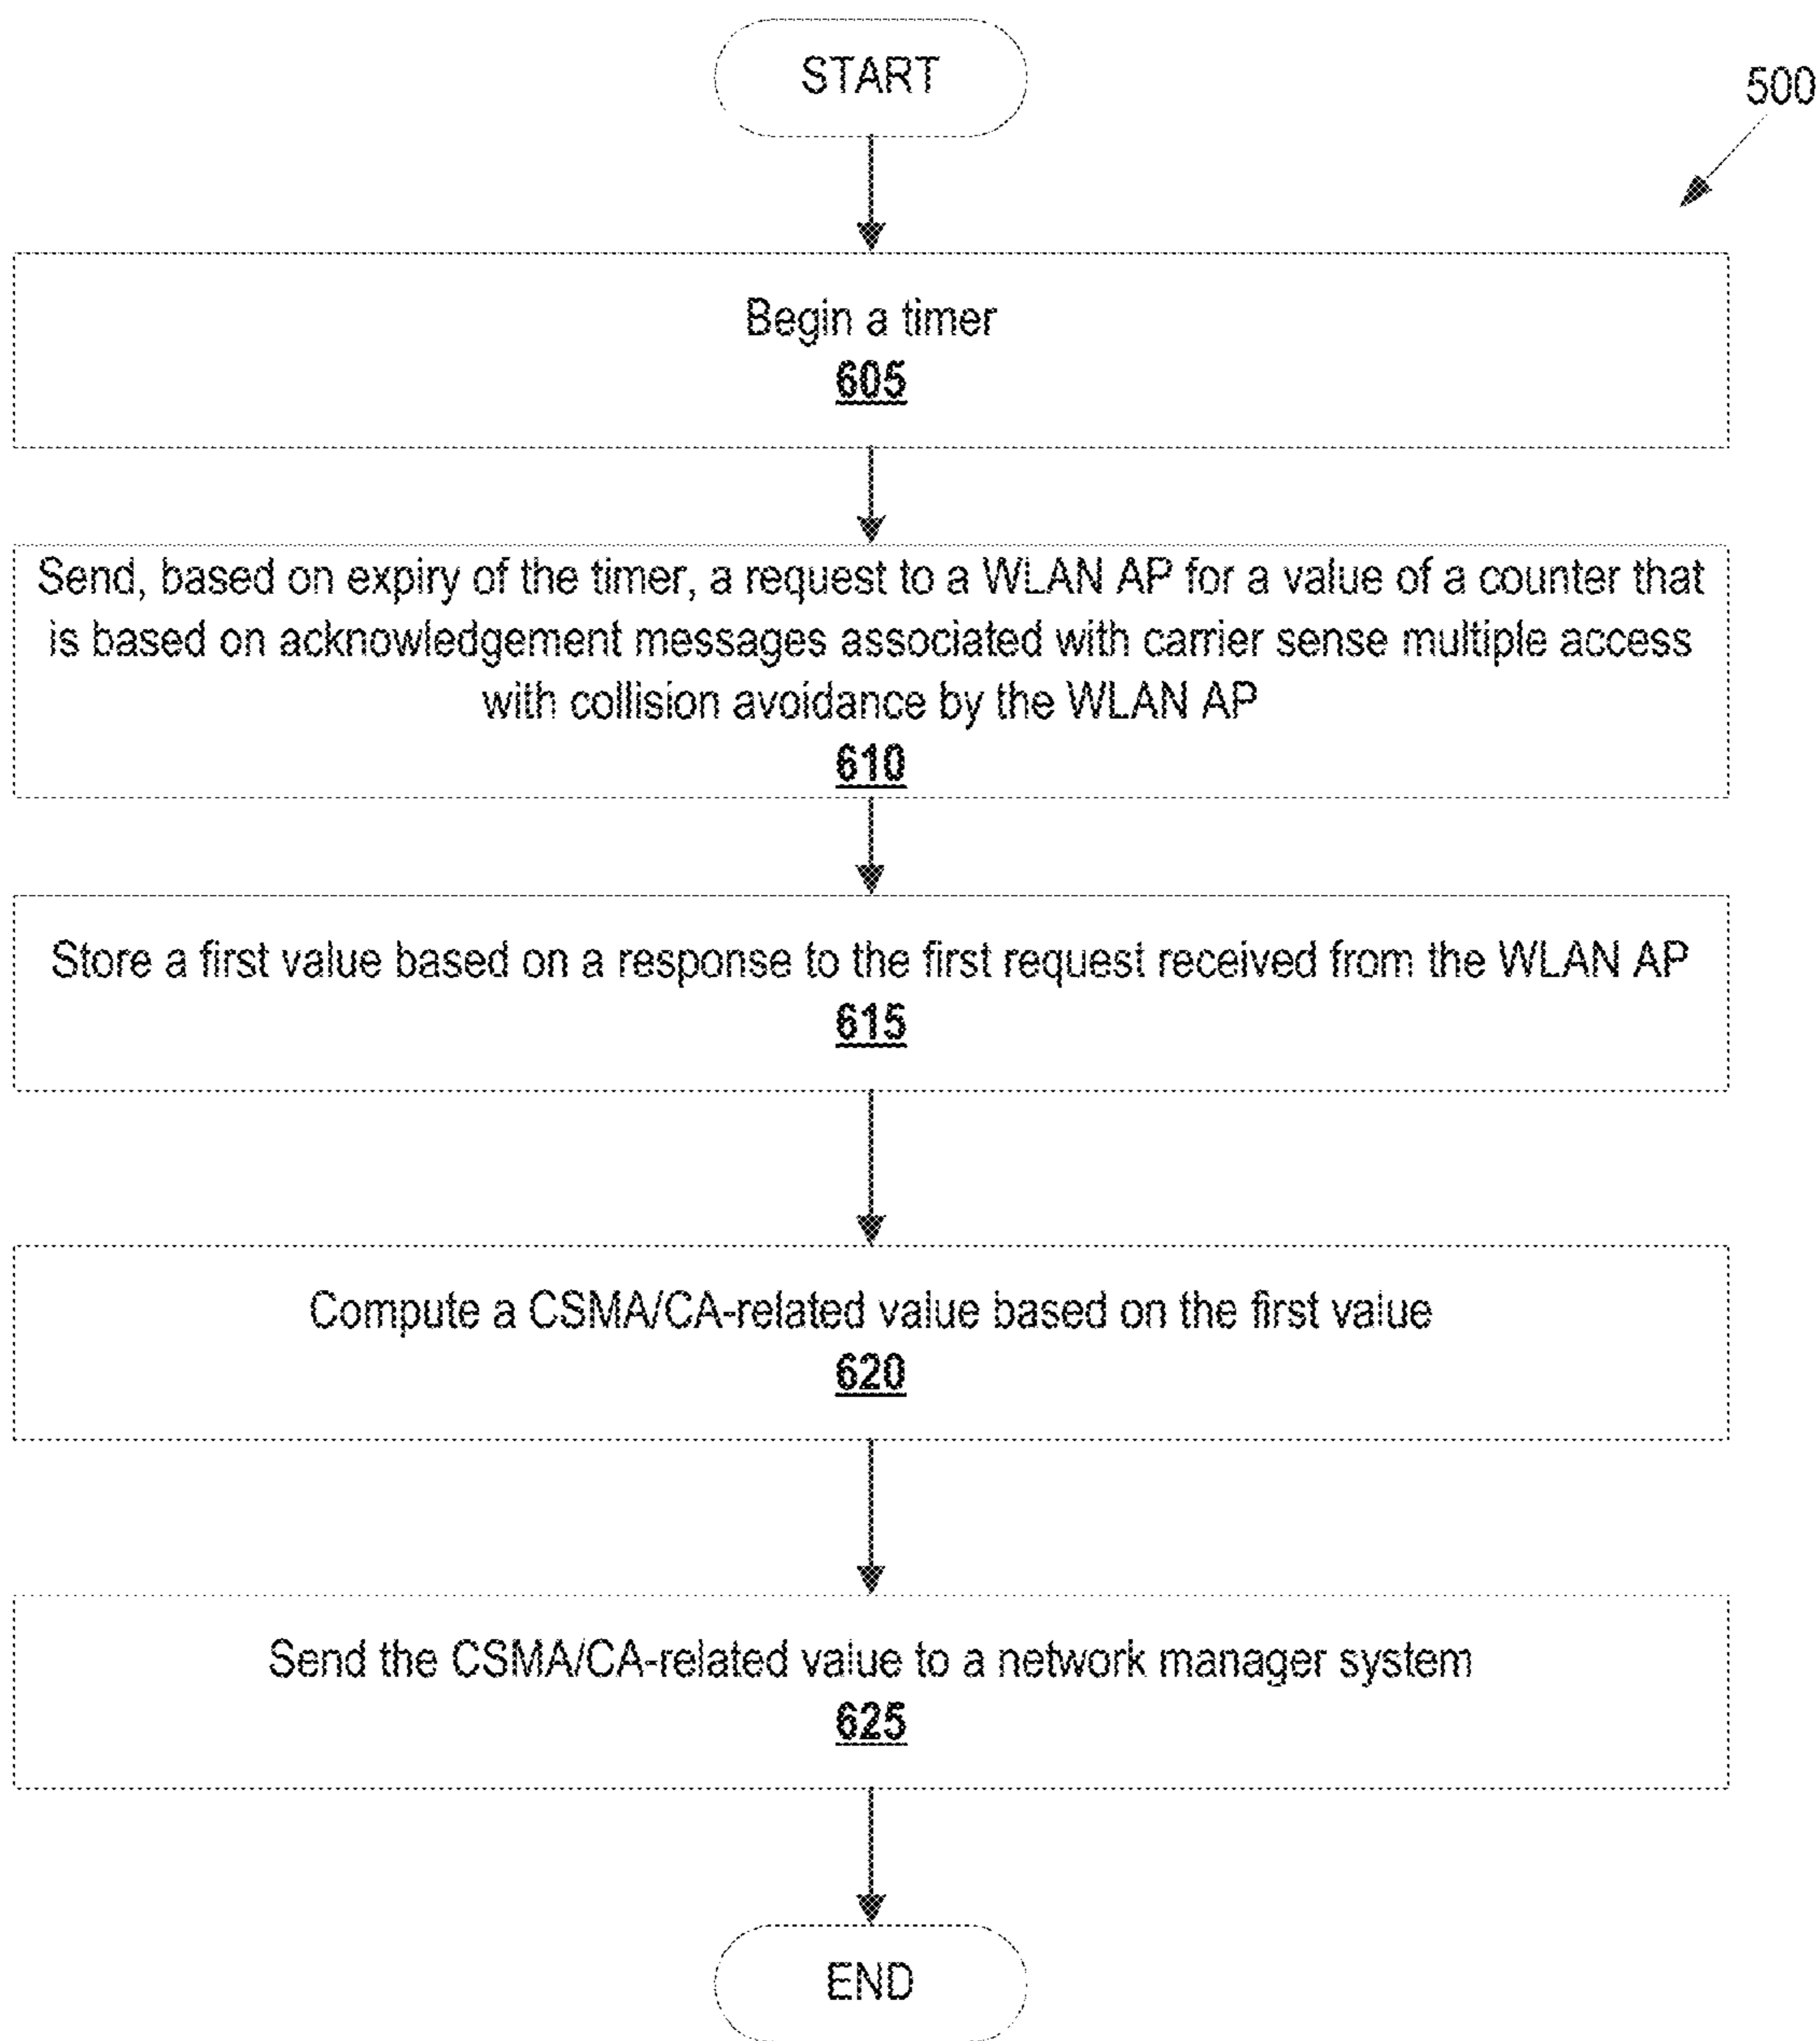 START
500
Begin a timer
605
Send, based on expiry of the timer, a request to a WLAN AP for a value of a counter that
is based on acknowledgement messages associated with carrier sense multiple access
with collision avoidance by the WLAN AP
610
Store a first value based on a response to the first request received from the WLAN AP
615
Compute a CSMA/CA-related value based on the first value
620
Send the CSMA/CA-related value to a network manager system
625
END